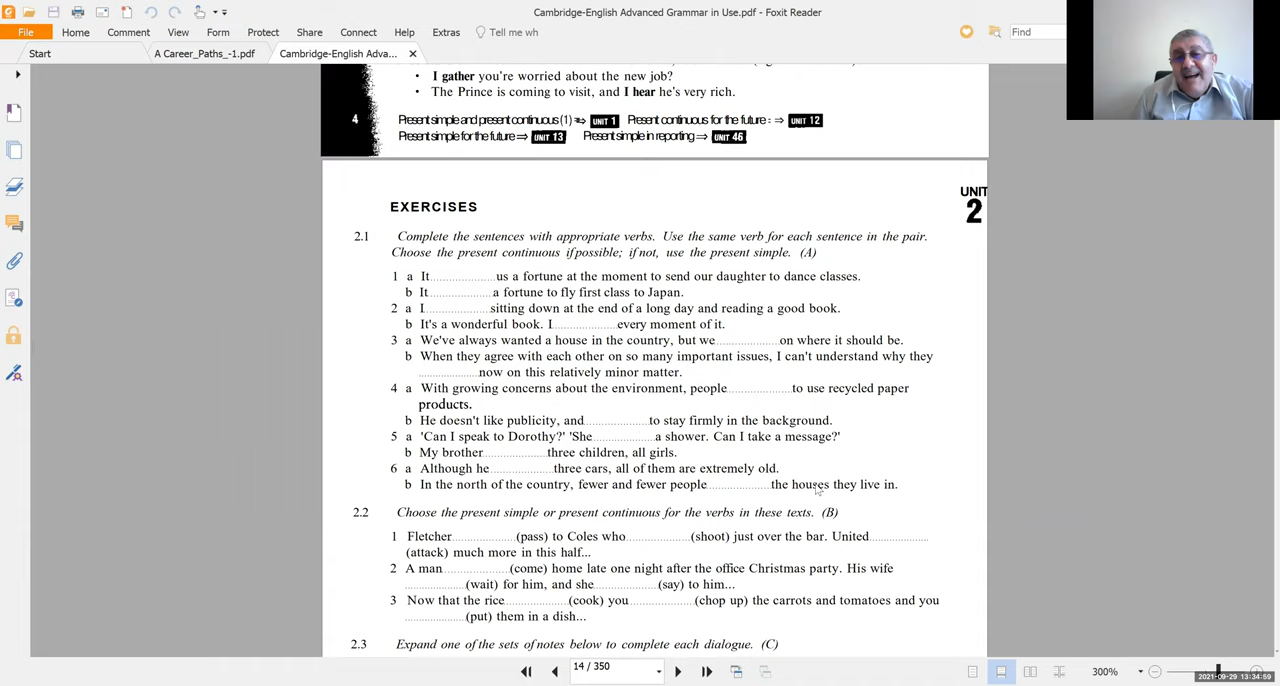 Cambridge-English Advanced Grammar in Use.pdf - Foxit Reader
File Home Comment View Form Protect Share Connect Help Extras Tell me wh Find
Start A Career_Paths_-1.pdf Cambridge-English Adva...
• I gather you're worried about the new job?
• The Prince is coming to visit, and I hear he's very rich.
4 Present simple and present continuous (1) ⇒ UNIT 1 Present continuous for the future : ⇒ UNIT 12
Present simple for the future ⇒ UNIT 13 Present simple in reporting ⇒ UNIT 46
UNIT
2
EXERCISES
2.1 Complete the sentences with appropriate verbs. Use the same verb for each sentence in the pair.
Choose the present continuous if possible; if not, use the present simple. (A)
1 a It....................us a fortune at the moment to send our daughter to dance classes.
b It....................a fortune to fly first class to Japan.
2 a I....................sitting down at the end of a long day and reading a good book.
b It's a wonderful book. I....................every moment of it.
3 a We've always wanted a house in the country, but we....................on where it should be.
b When they agree with each other on so many important issues, I can't understand why they
....................now on this relatively minor matter.
4 a With growing concerns about the environment, people....................to use recycled paper
products.
b He doesn't like publicity, and....................to stay firmly in the background.
5 a 'Can I speak to Dorothy?' 'She....................a shower. Can I take a message?'
b My brother....................three children, all girls.
6 a Although he....................three cars, all of them are extremely old.
b In the north of the country, fewer and fewer people....................the houses they live in.
2.2 Choose the present simple or present continuous for the verbs in these texts. (B)
1 Fletcher....................(pass) to Coles who....................(shoot) just over the bar. United....................
(attack) much more in this half...
2 A man....................(come) home late one night after the office Christmas party. His wife
....................(wait) for him, and she....................(say) to him...
3 Now that the rice....................(cook) you....................(chop up) the carrots and tomatoes and you
....................(put) them in a dish...
2.3 Expand one of the sets of notes below to complete each dialogue. (C)
14 / 350
300%
2021-09-29 13:34:59